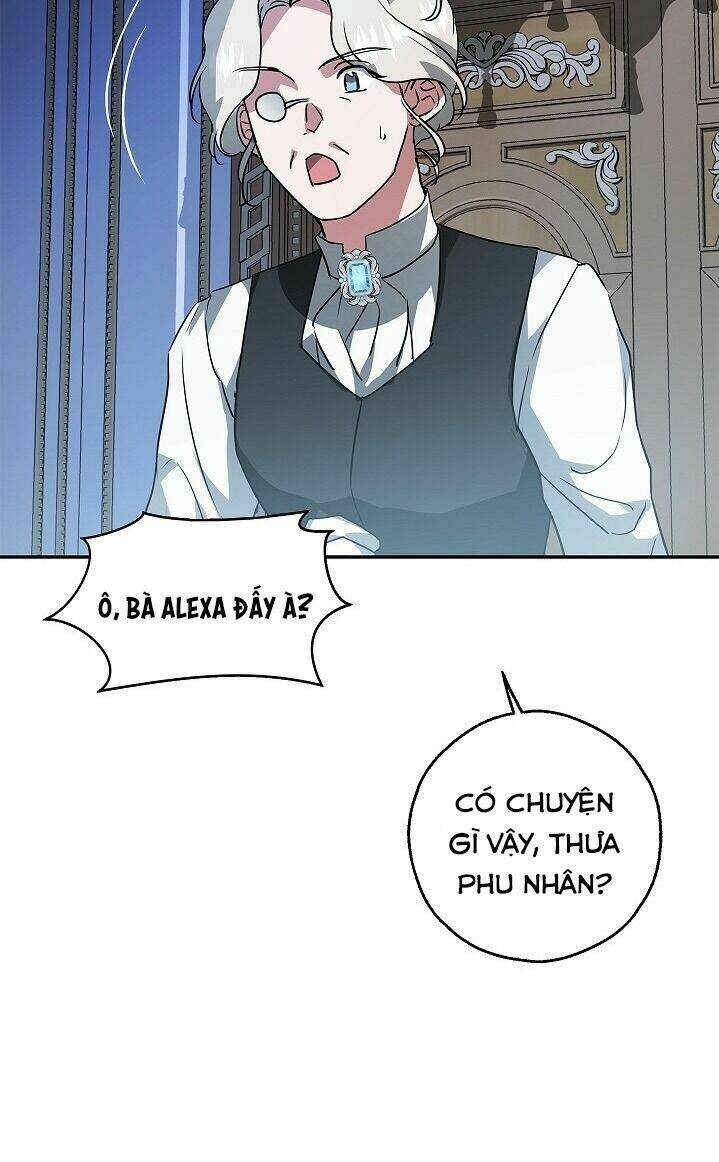 Ô, BÀ ALEXA ĐẤY À?
CÓ CHUYỆN
GÌ VẬY, THƯA
PHU NHÂN?